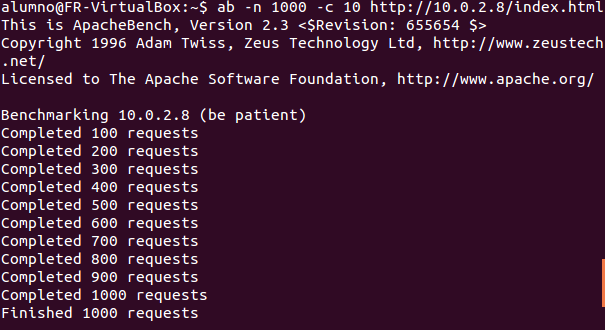 alumno@FR-VirtualBox:~$ ab -n 1000 -c 10 http://10.0.2.8/index.html
This is ApacheBench, Version 2.3 <$Revision: 655654 $>
Copyright 1996 Adam Twiss, Zeus Technology Ltd, http://www.zeustech
.net/
Licensed to The Apache Software Foundation, http://www.apache.org/

Benchmarking 10.0.2.8 (be patient)
Completed 100 requests
Completed 200 requests
Completed 300 requests
Completed 400 requests
Completed 500 requests
Completed 600 requests
Completed 700 requests
Completed 800 requests
Completed 900 requests
Completed 1000 requests
Finished 1000 requests